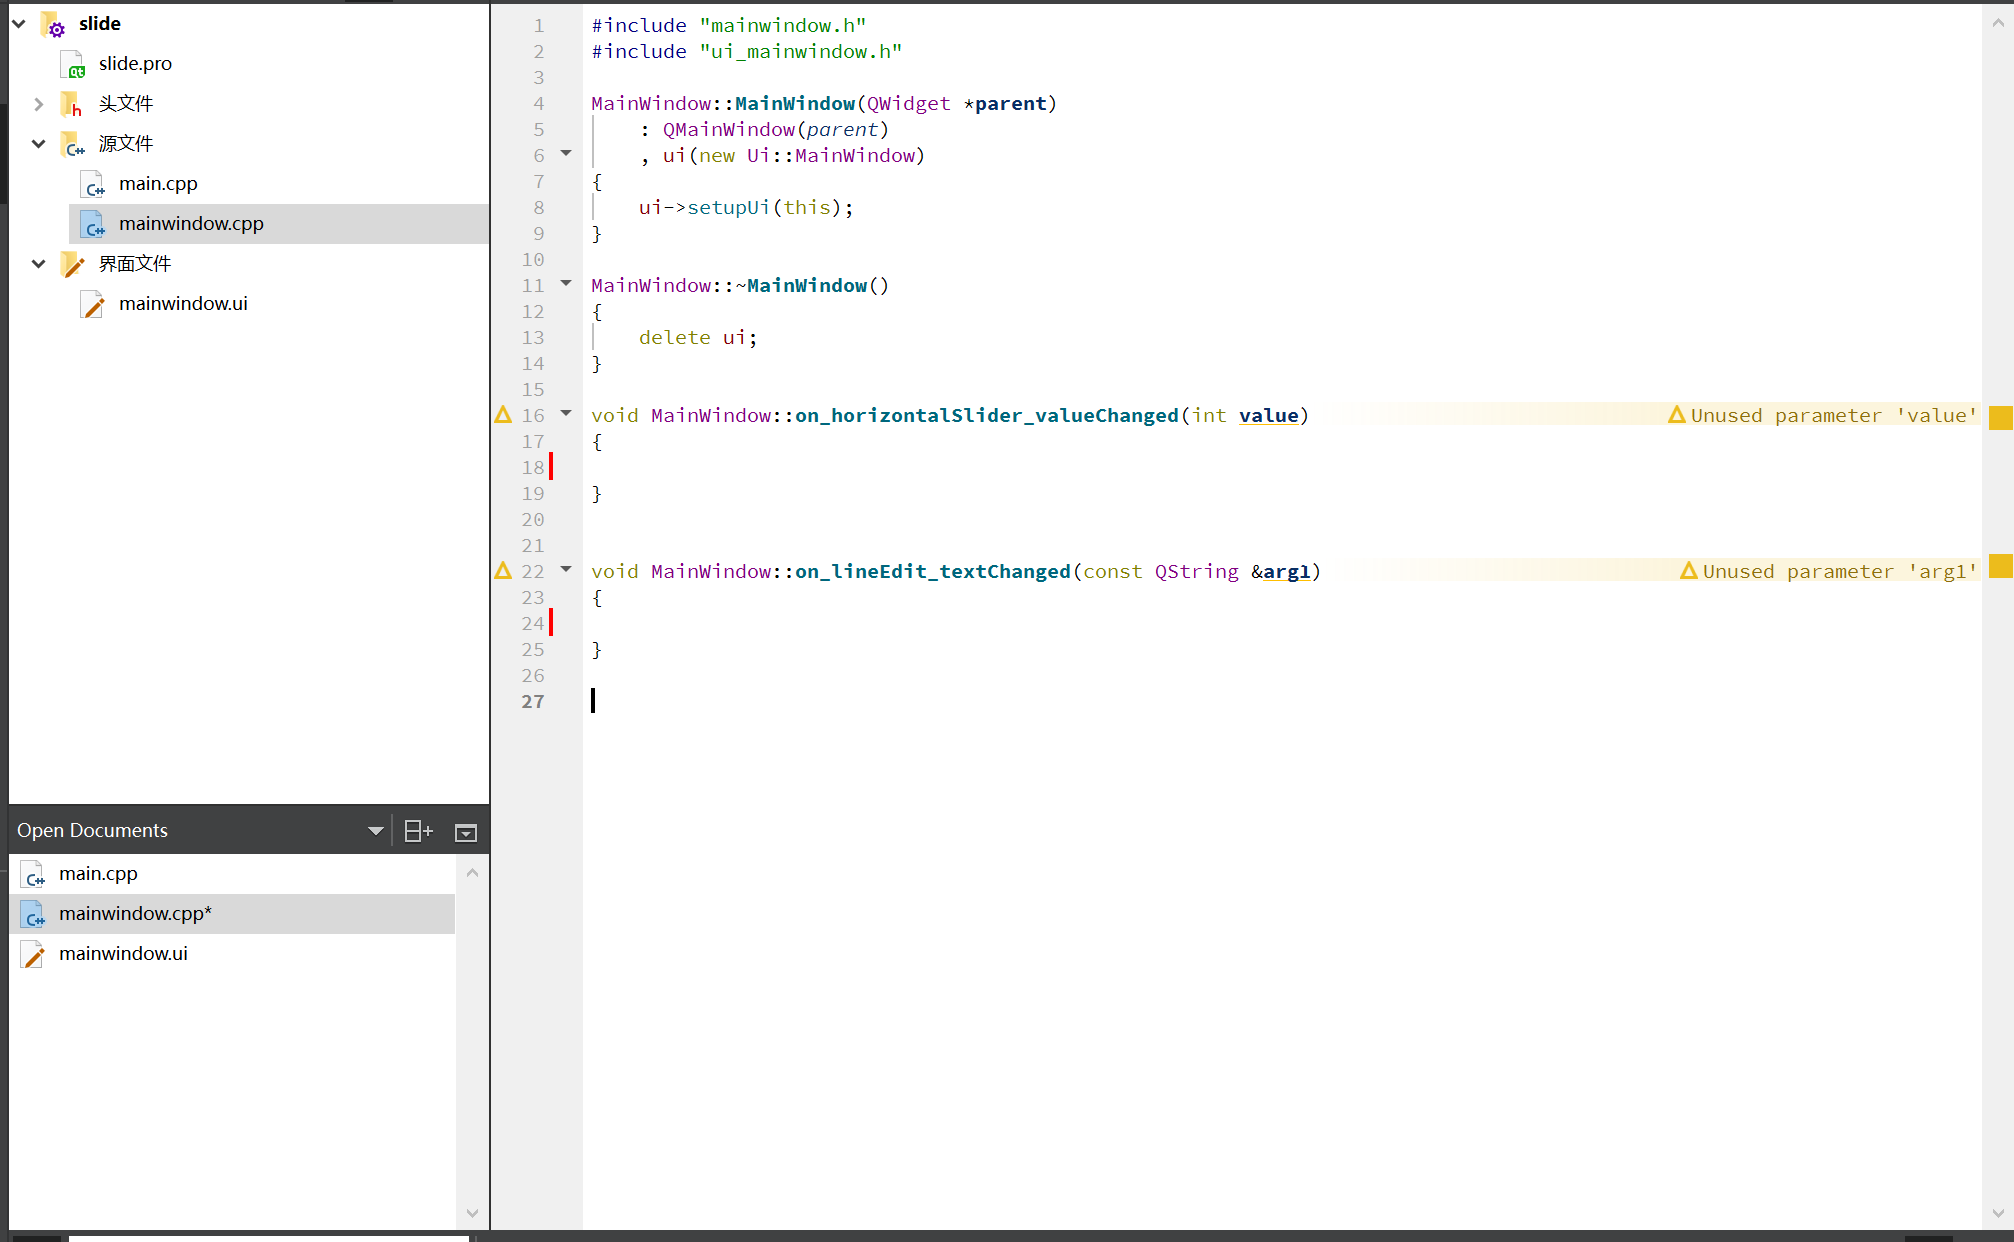 slide
slide.pro
头文件
源文件
main.cpp
mainwindow.cpp
界面文件
mainwindow.ui
Open Documents
main.cpp
mainwindow.cpp*
mainwindow.ui
1 #include "mainwindow.h"
2 #include "ui_mainwindow.h"
3
4 MainWindow::MainWindow(QWidget *parent)
5     : QMainWindow(parent)
6     , ui(new Ui::MainWindow)
7 {
8     ui->setupUi(this);
9 }
10
11 MainWindow::~MainWindow()
12 {
13     delete ui;
14 }
15
16 void MainWindow::on_horizontalSlider_valueChanged(int value) Unused parameter 'value'
17 {
18
19 }
20
21
22 void MainWindow::on_lineEdit_textChanged(const QString &arg1) Unused parameter 'arg1'
23 {
24
25 }
26
27